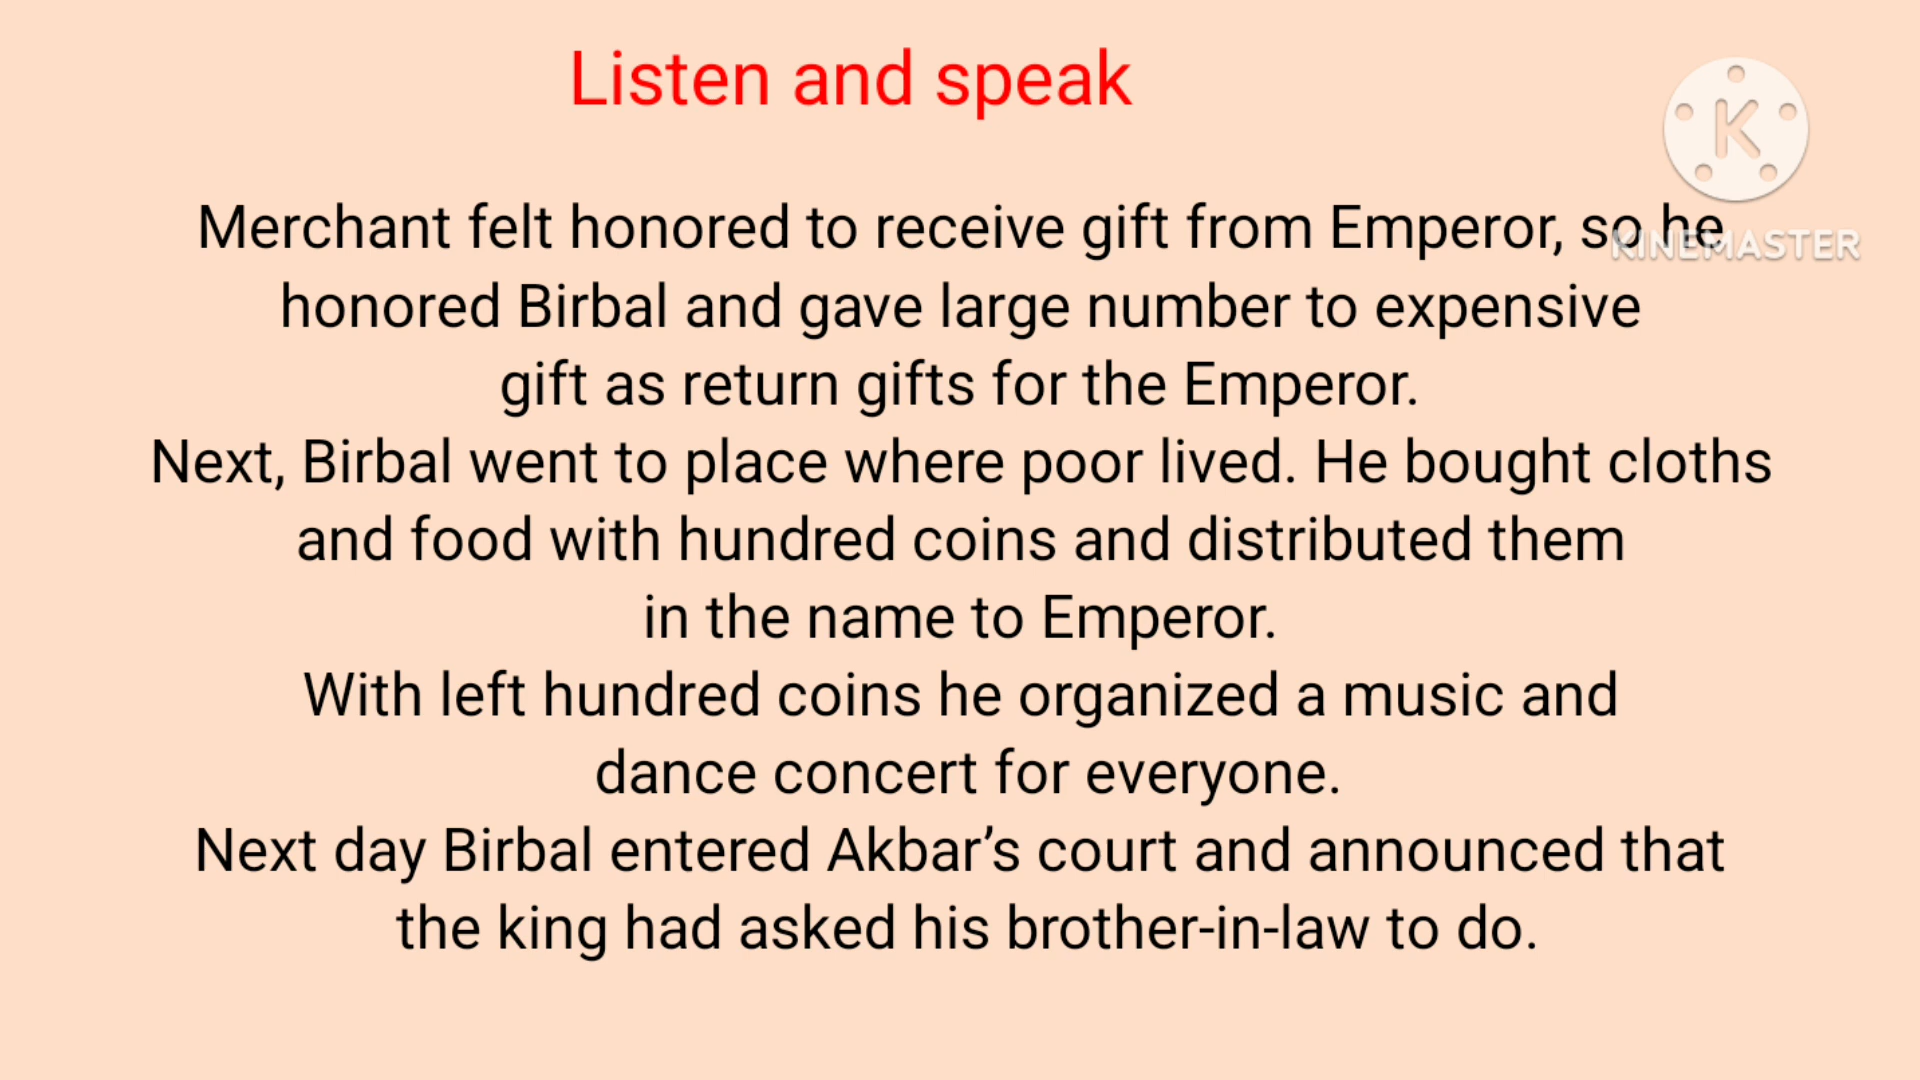 Listen and speak
K
KINEMASTER
Merchant felt honored to receive gift from Emperor, so he
honored Birbal and gave large number to expensive
gift as return gifts for the Emperor.
Next, Birbal went to place where poor lived. He bought cloths
and food with hundred coins and distributed them
in the name to Emperor.
With left hundred coins he organized a music and
dance concert for everyone.
Next day Birbal entered Akbar’s court and announced that
the king had asked his brother-in-law to do.